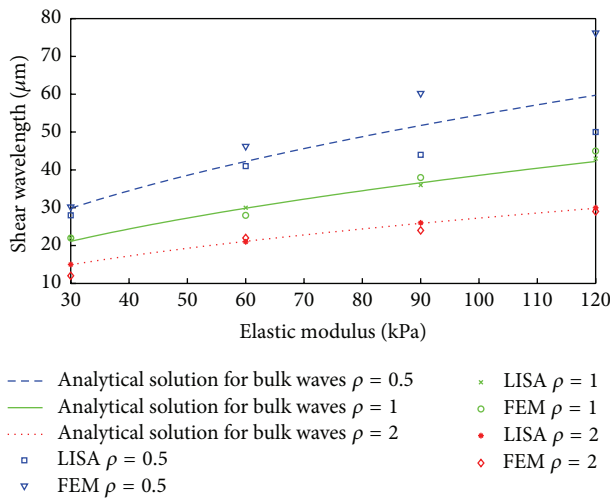 80
70
60
50
40
30
20
10
Shear wavelength (μm)
30 40 50 60 70 80 90 100 110 120
Elastic modulus (kPa)
Analytical solution for bulk waves ρ = 0.5
Analytical solution for bulk waves ρ = 1
Analytical solution for bulk waves ρ = 2
LISA ρ = 0.5
FEM ρ = 0.5
LISA ρ = 1
FEM ρ = 1
LISA ρ = 2
FEM ρ = 2